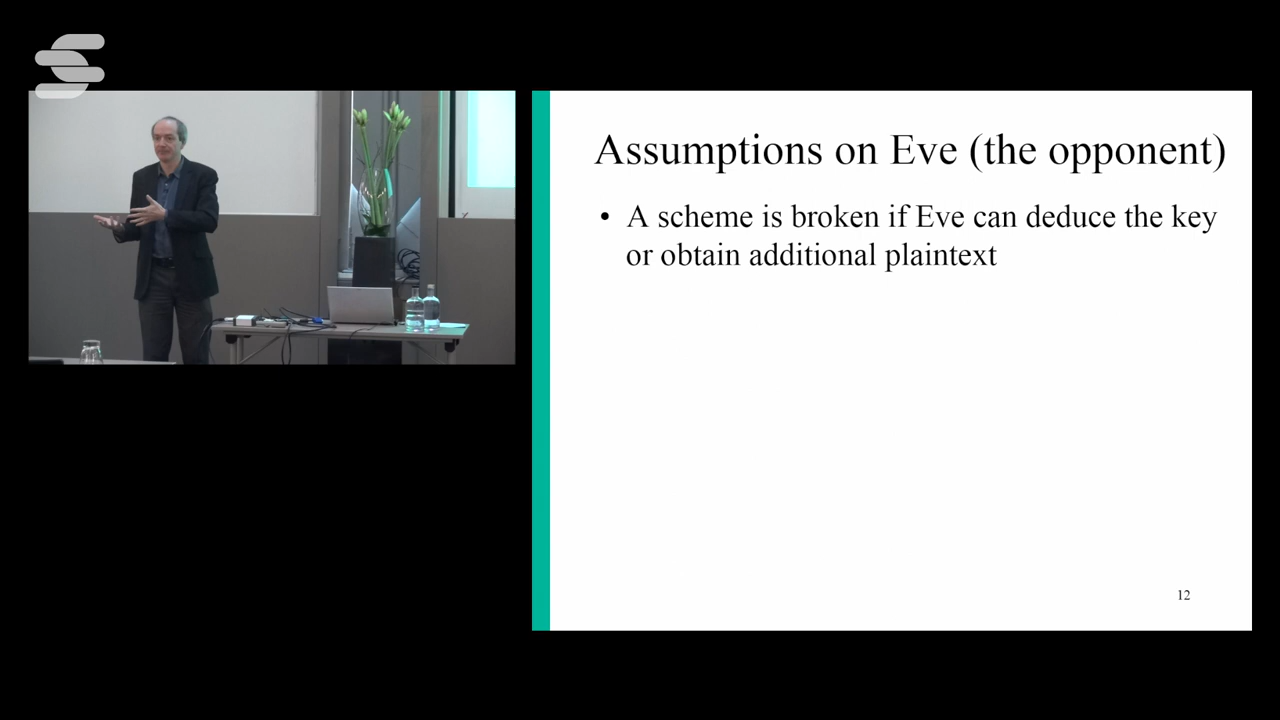 Assumptions on Eve (the opponent)
• A scheme is broken if Eve can deduce the key
or obtain additional plaintext
12